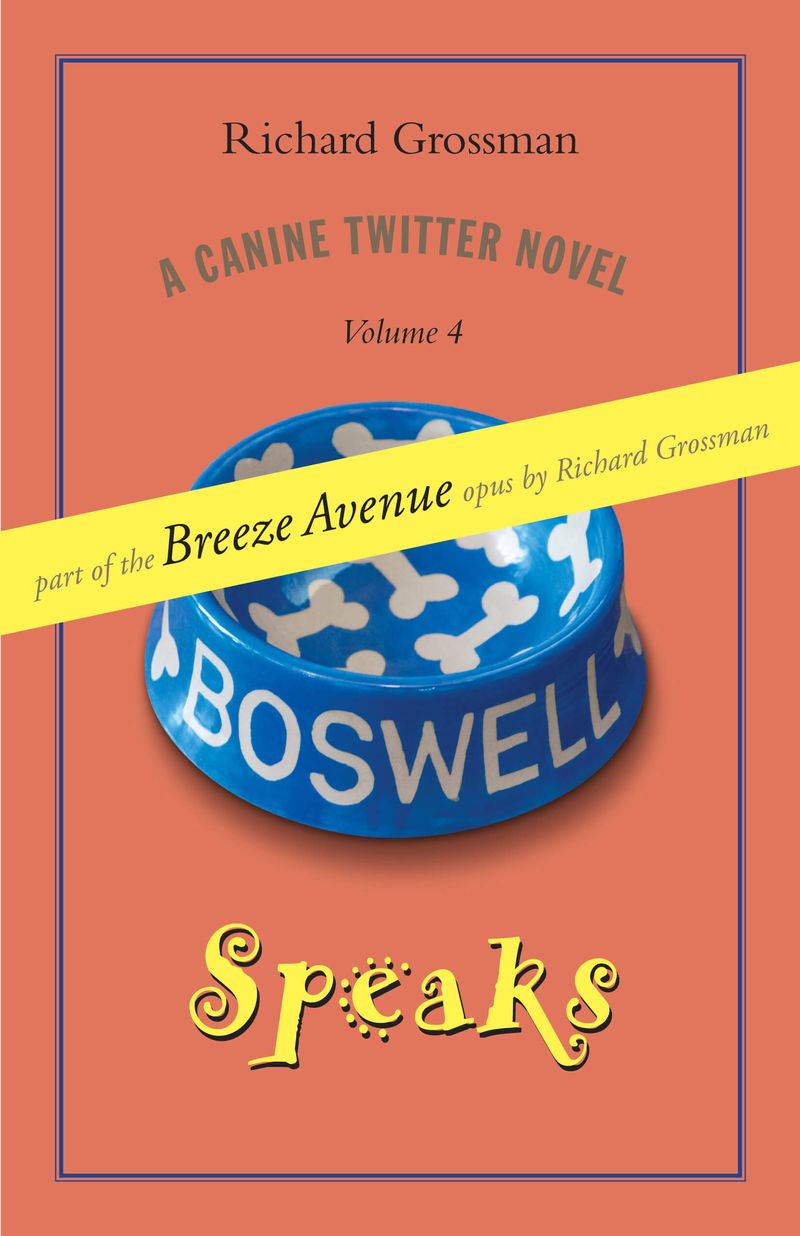 Richard Grossman
A CANINE TWITTER NOVEL
Volume 4
part of the Breeze Avenue opus by Richard Grossman
BOSWELL
Speaks